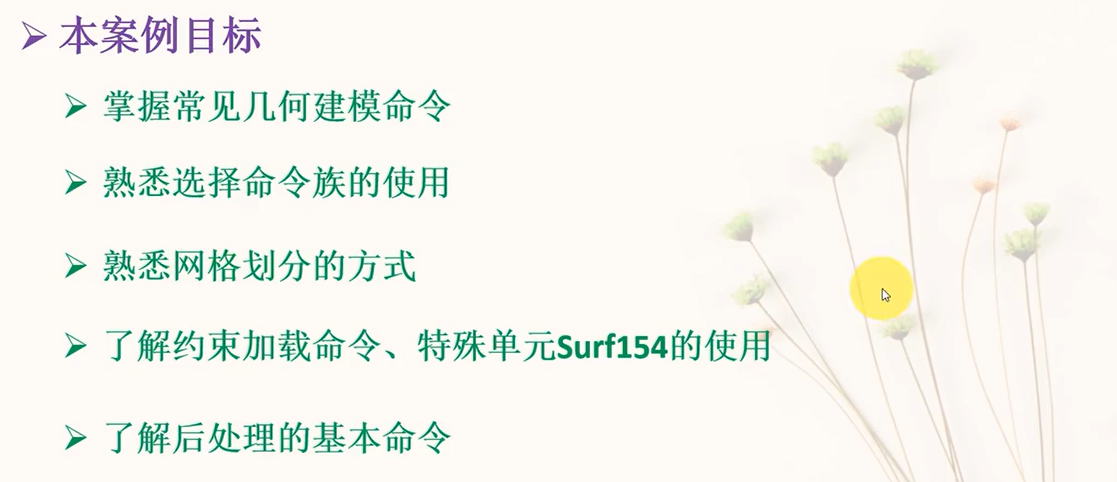 本案例目标
掌握常见几何建模命令
熟悉选择命令族的使用
熟悉网格划分的方式
了解约束加载命令、特殊单元Surf154的使用
了解后处理的基本命令